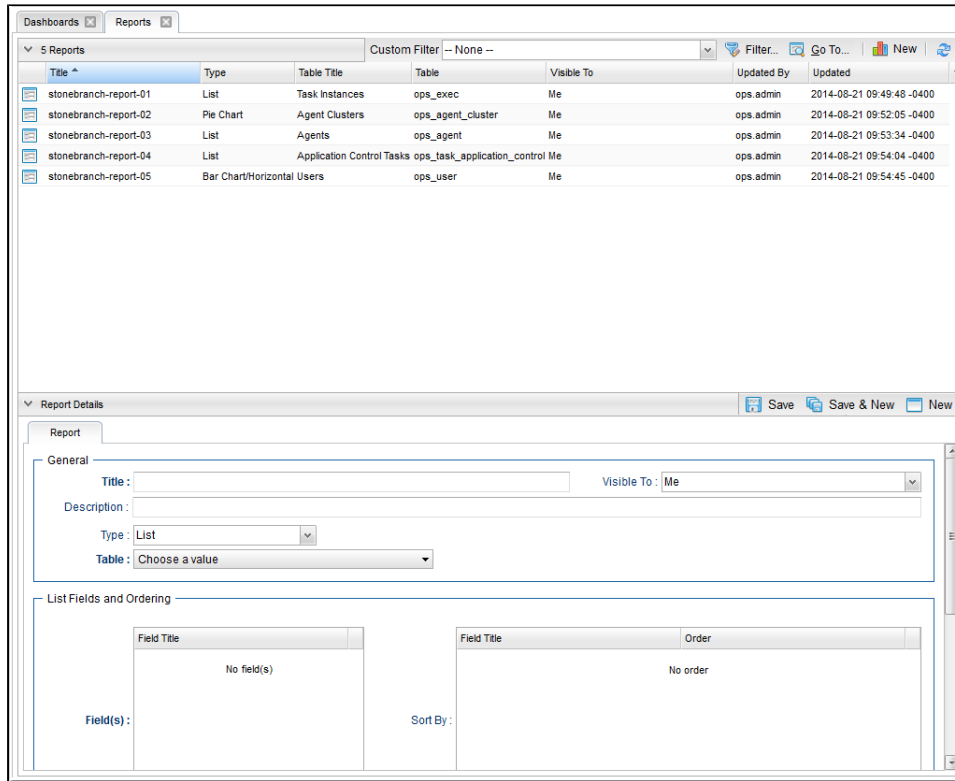 Dashboards Reports
5 Reports Custom Filter -- None -- Filter... Go To... New
Title Type Table Title Table Visible To Updated By Updated
stonebranch-report-01 List Task Instances ops_exec Me ops.admin 2014-08-21 09:49:48 -0400
stonebranch-report-02 Pie Chart Agent Clusters ops_agent_cluster Me ops.admin 2014-08-21 09:52:05 -0400
stonebranch-report-03 List Agents ops_agent Me ops.admin 2014-08-21 09:53:34 -0400
stonebranch-report-04 List Application Control Tasks ops_task_application_control Me ops.admin 2014-08-21 09:54:04 -0400
stonebranch-report-05 Bar Chart/Horizontal Users ops_user Me ops.admin 2014-08-21 09:54:45 -0400
Report Details Save Save & New New
Report
General
Title : Visible To : Me
Description :
Type : List
Table : Choose a value
List Fields and Ordering
Field Title Field Title Order
No field(s) No order
Field(s) : Sort By :